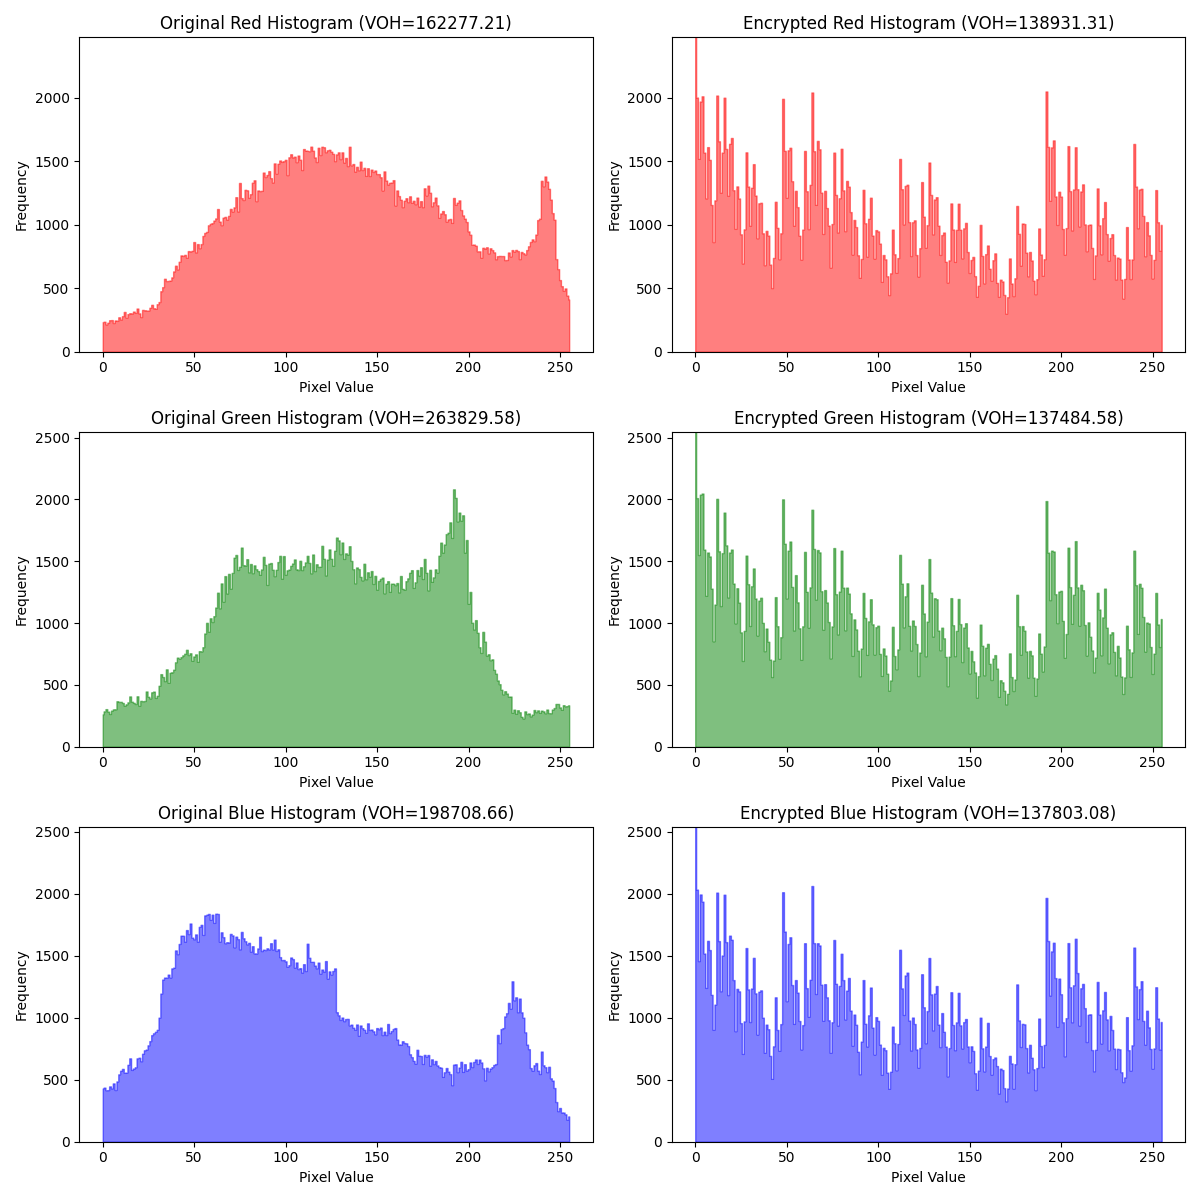 Original Red Histogram (VOH=162277.21)
Frequency
2000
1500
1000
500
0
0 50 100 150 200 250
Pixel Value
Encrypted Red Histogram (VOH=138931.31)
Frequency
2000
1500
1000
500
0
0 50 100 150 200 250
Pixel Value
Original Green Histogram (VOH=263829.58)
Frequency
2500
2000
1500
1000
500
0
0 50 100 150 200 250
Pixel Value
Encrypted Green Histogram (VOH=137484.58)
Frequency
2500
2000
1500
1000
500
0
0 50 100 150 200 250
Pixel Value
Original Blue Histogram (VOH=198708.66)
Frequency
2500
2000
1500
1000
500
0
0 50 100 150 200 250
Pixel Value
Encrypted Blue Histogram (VOH=137803.08)
Frequency
2500
2000
1500
1000
500
0
0 50 100 150 200 250
Pixel Value